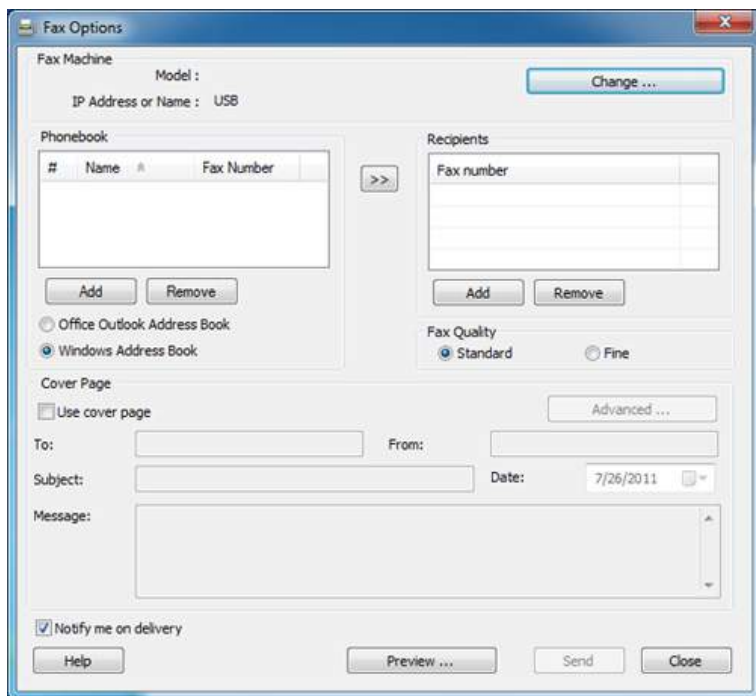 Fax Options
Fax Machine
Model :
Change ...
IP Address or Name : USB
Phonebook
# Name Fax Number
>>
Add Remove
Office Outlook Address Book
Windows Address Book
Recipients
Fax number
Add Remove
Fax Quality
Standard Fine
Cover Page
Use cover page
Advanced ...
To: From:
Subject: Date: 7/26/2011
Message:
Notify me on delivery
Help Preview ... Send Close